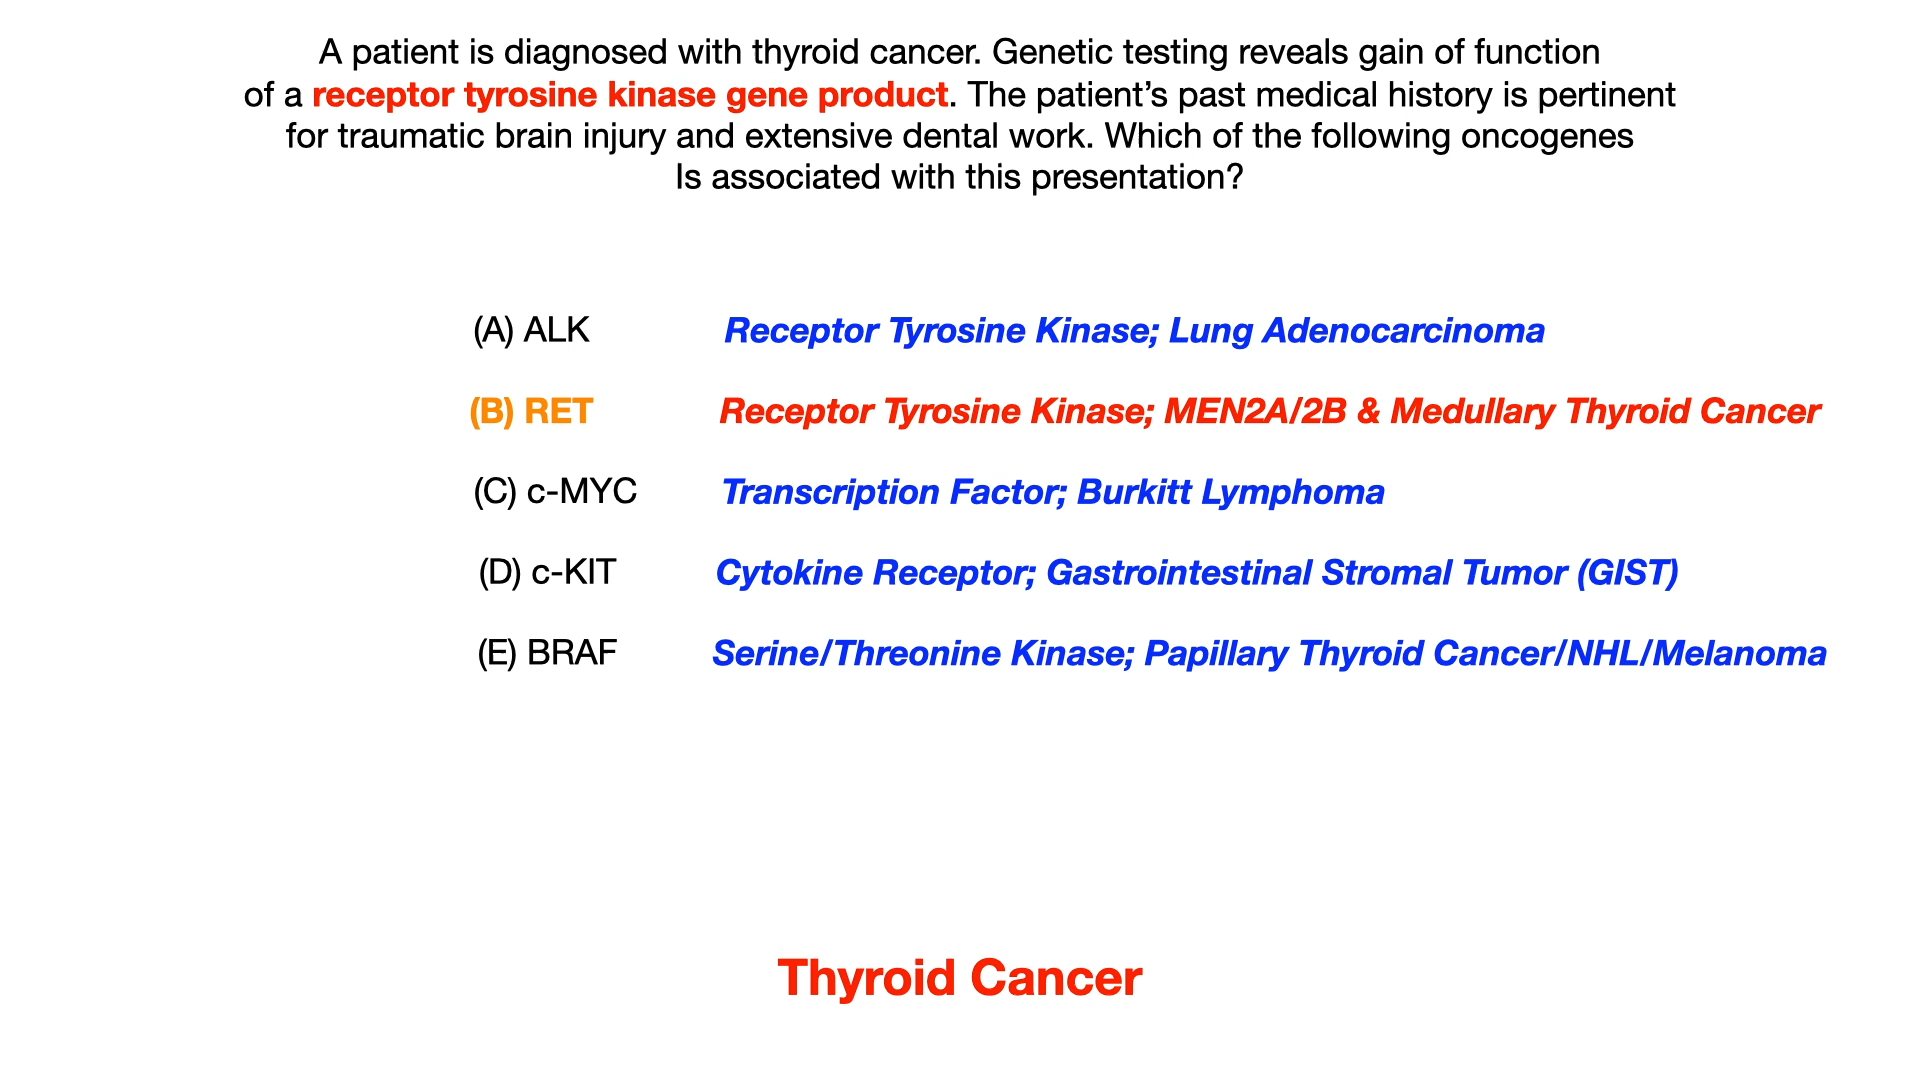 A patient is diagnosed with thyroid cancer. Genetic testing reveals gain of function
of a receptor tyrosine kinase gene product. The patient’s past medical history is pertinent
for traumatic brain injury and extensive dental work. Which of the following oncogenes
Is associated with this presentation?
(A) ALK Receptor Tyrosine Kinase; Lung Adenocarcinoma
(B) RET Receptor Tyrosine Kinase; MEN2A/2B & Medullary Thyroid Cancer
(C) c-MYC Transcription Factor; Burkitt Lymphoma
(D) c-KIT Cytokine Receptor; Gastrointestinal Stromal Tumor (GIST)
(E) BRAF Serine/Threonine Kinase; Papillary Thyroid Cancer/NHL/Melanoma
Thyroid Cancer